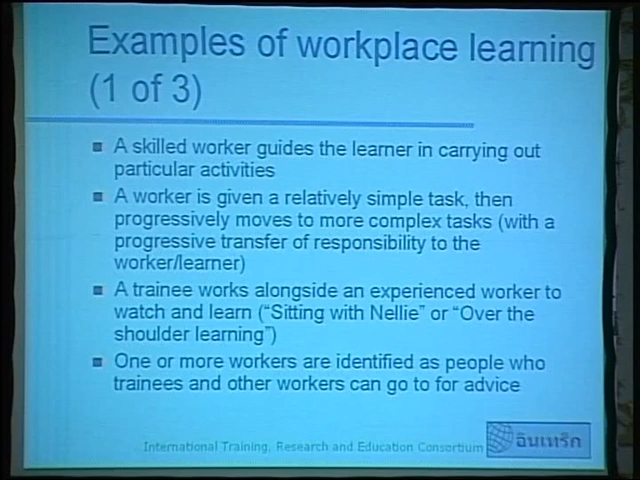 Examples of workplace learning
(1 of 3)
A skilled worker guides the learner in carrying out
particular activities
A worker is given a relatively simple task, then
progressively moves to more complex tasks (with a
progressive transfer of responsibility to the
worker/learner)
A trainee works alongside an experienced worker to
watch and learn ("Sitting with Nellie" or "Over the
shoulder learning")
One or more workers are identified as people who
trainees and other workers can go to for advice
International Training, Research and Education Consortium
อินเทร็ก